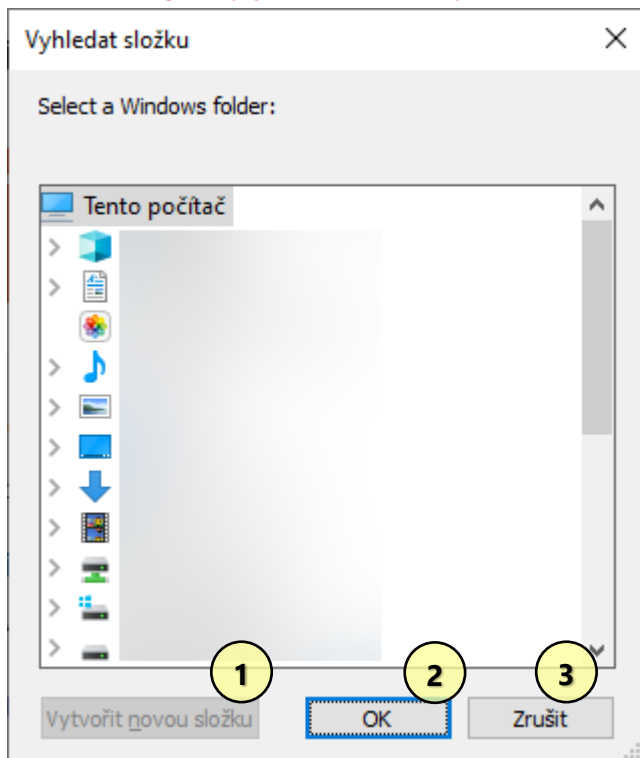 Vyhledat složku
Select a Windows folder:
Tento počítač
1
2
3
Vytvořit novou složku
OK
Zrušit